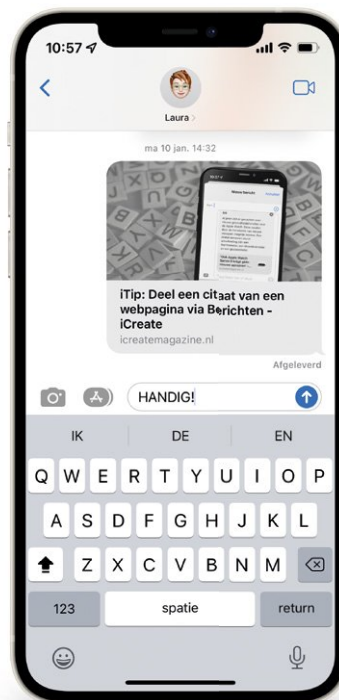 10:57
Laura
ma 10 jan. 14:32
iTip: Deel een citaat van een
webpagina via Berichten -
iCreate
icreatemagazine.nl
Afgeleverd
HANDIG!
IK DE EN
Q W E R T Y U I O P
A S D F G H J K L
Z X C V B N M
123 spatie return